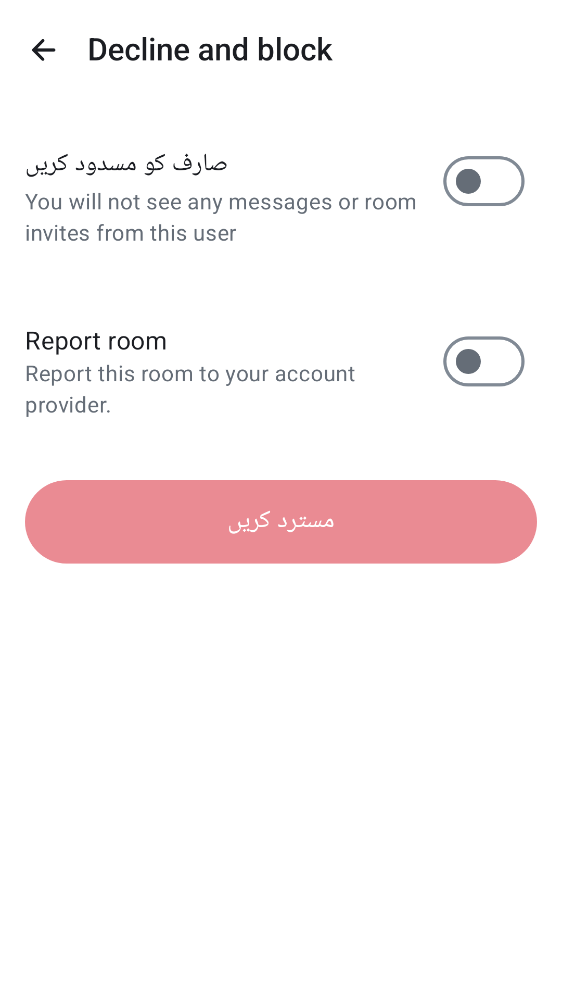 Decline and block
صارف کو مسدود کریں
You will not see any messages or room
invites from this user
Report room
Report this room to your account
provider.
مسترد کریں